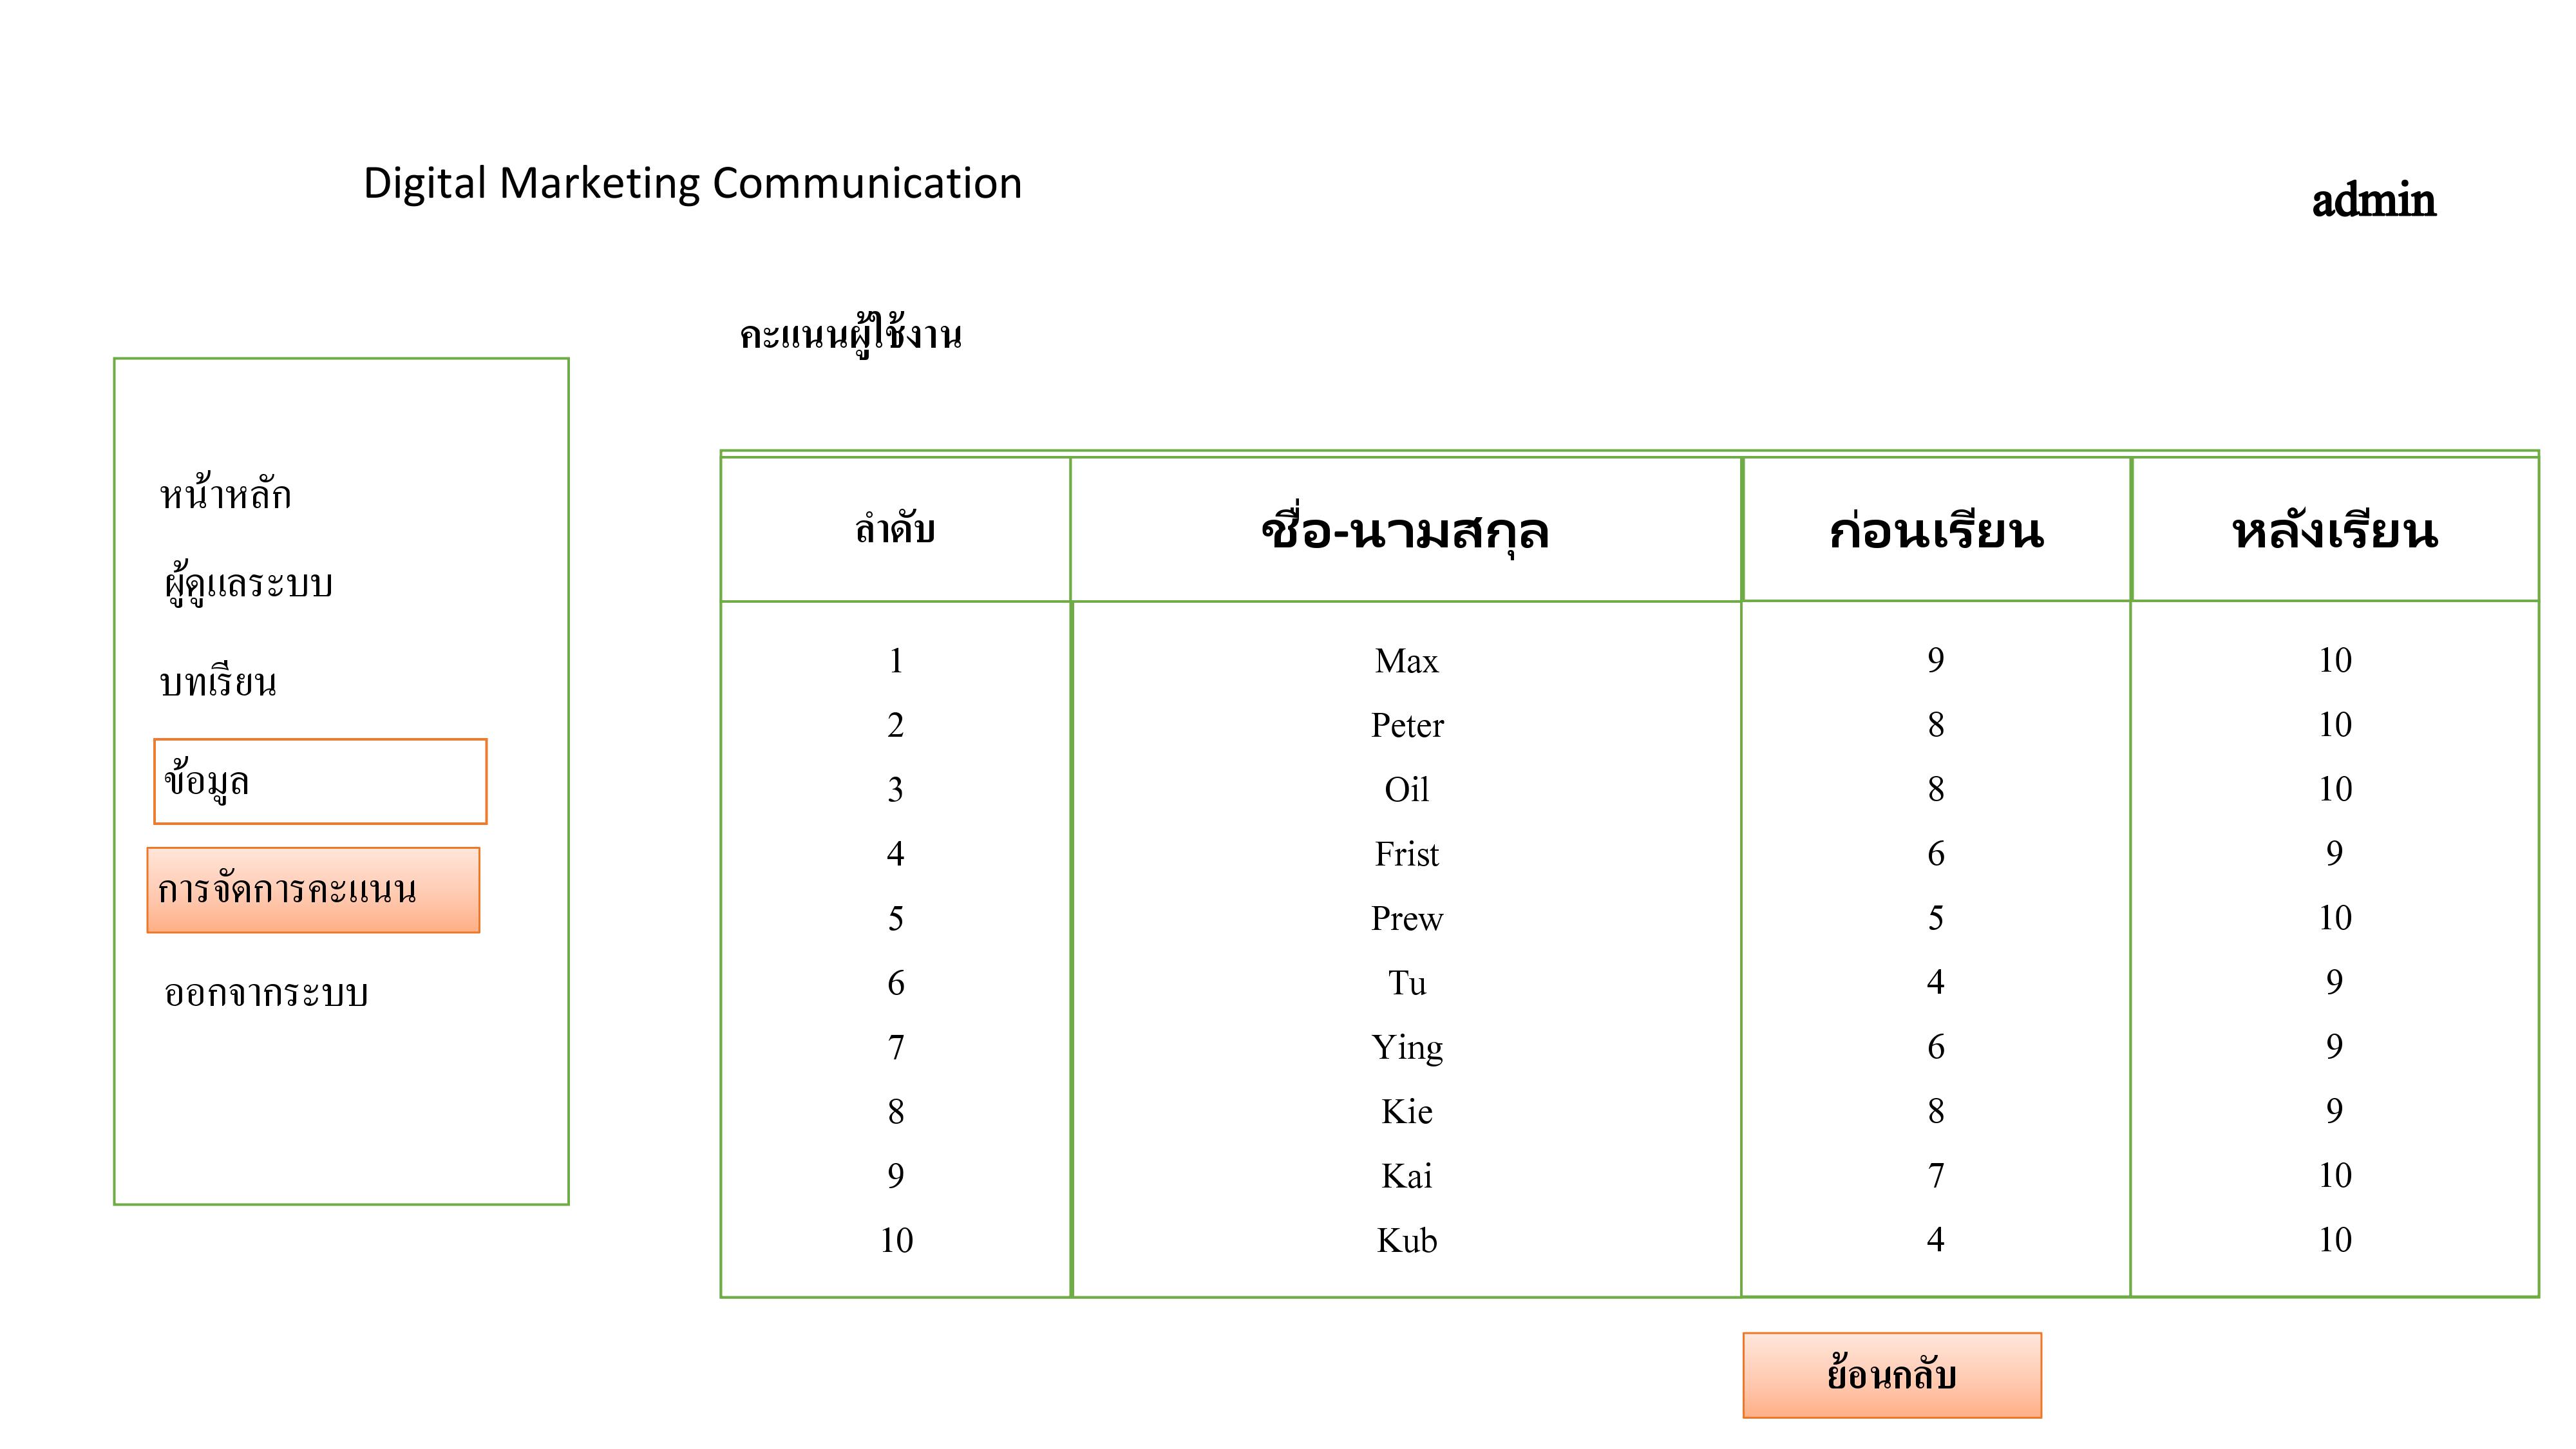 Digital Marketing Communication
admin
คะแนนผู้ใช้งาน
หน้าหลัก
ผู้ดูแลระบบ
บทเรียน
ข้อมูล
การจัดการคะแนน
ออกจากระบบ
ลำดับ ชื่อ-นามสกุล ก่อนเรียน หลังเรียน
1 Max 9 10
2 Peter 8 10
3 Oil 8 10
4 Frist 6 9
5 Prew 5 10
6 Tu 4 9
7 Ying 6 9
8 Kie 8 9
9 Kai 7 10
10 Kub 4 10
ย้อนกลับ